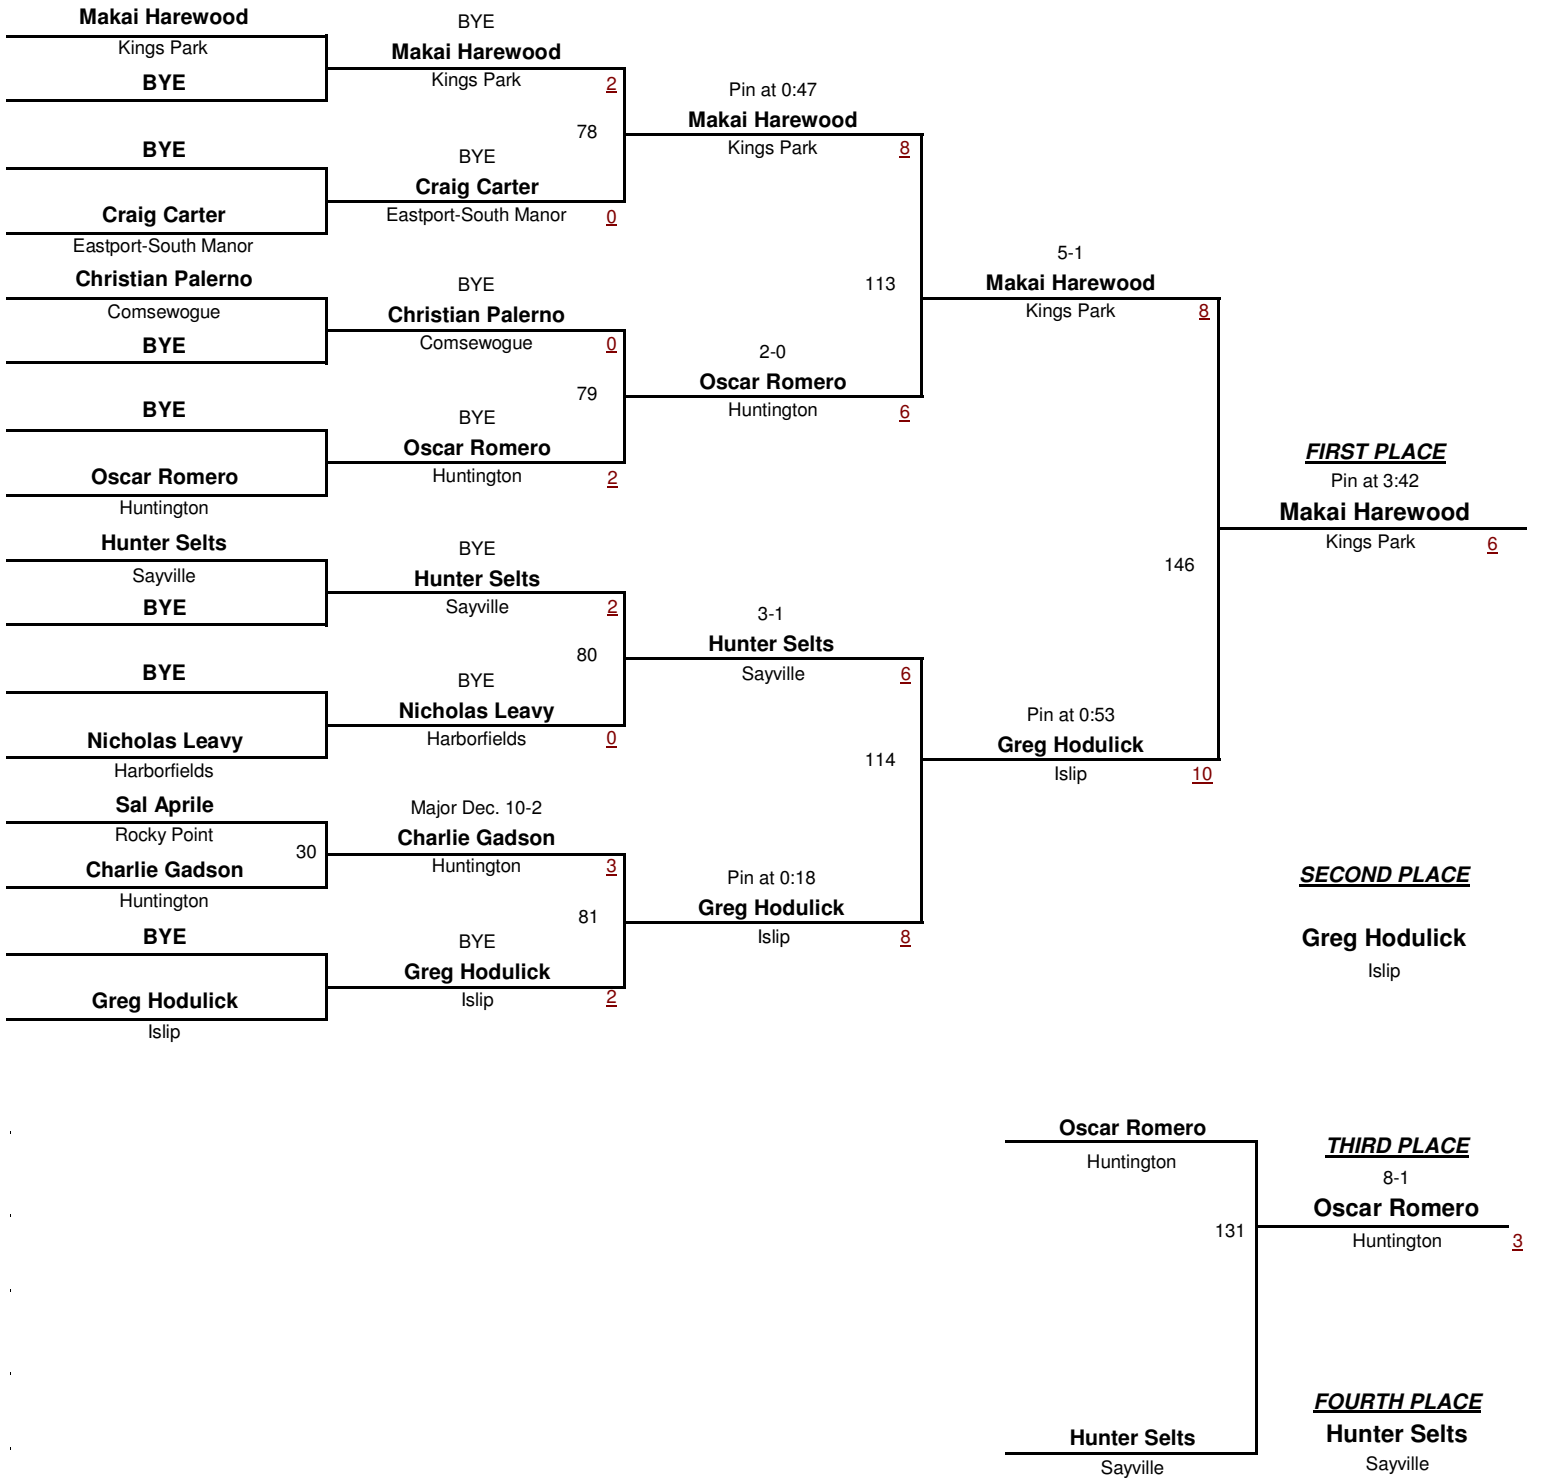 Makai Harewood
Kings Park
BYE
BYE
Craig Carter
Eastport-South Manor
Christian Palerno
Comsewogue
BYE
BYE
Oscar Romero
Huntington
Hunter Selts
Sayville
BYE
BYE
Nicholas Leavy
Harborfields
Sal Aprile
Rocky Point
30
Charlie Gadson
Huntington
BYE
Greg Hodulick
Islip
BYE
Makai Harewood
Kings Park
2
78
BYE
Craig Carter
Eastport-South Manor
0
BYE
Christian Palerno
Comsewogue
0
79
BYE
Oscar Romero
Huntington
2
BYE
Hunter Selts
Sayville
2
80
BYE
Nicholas Leavy
Harborfields
0
Major Dec. 10-2
Charlie Gadson
Huntington
3
81
BYE
Greg Hodulick
Islip
2
Pin at 0:47
Makai Harewood
Kings Park
8
113
2-0
Oscar Romero
Huntington
6
3-1
Hunter Selts
Sayville
6
114
Pin at 0:18
Greg Hodulick
Islip
8
5-1
Makai Harewood
Kings Park
8
146
Pin at 0:53
Greg Hodulick
Islip
10
FIRST PLACE
Pin at 3:42
Makai Harewood
Kings Park
6
SECOND PLACE
Greg Hodulick
Islip
Oscar Romero
Huntington
131
Hunter Selts
Sayville
THIRD PLACE
8-1
Oscar Romero
Huntington
3
FOURTH PLACE
Hunter Selts
Sayville